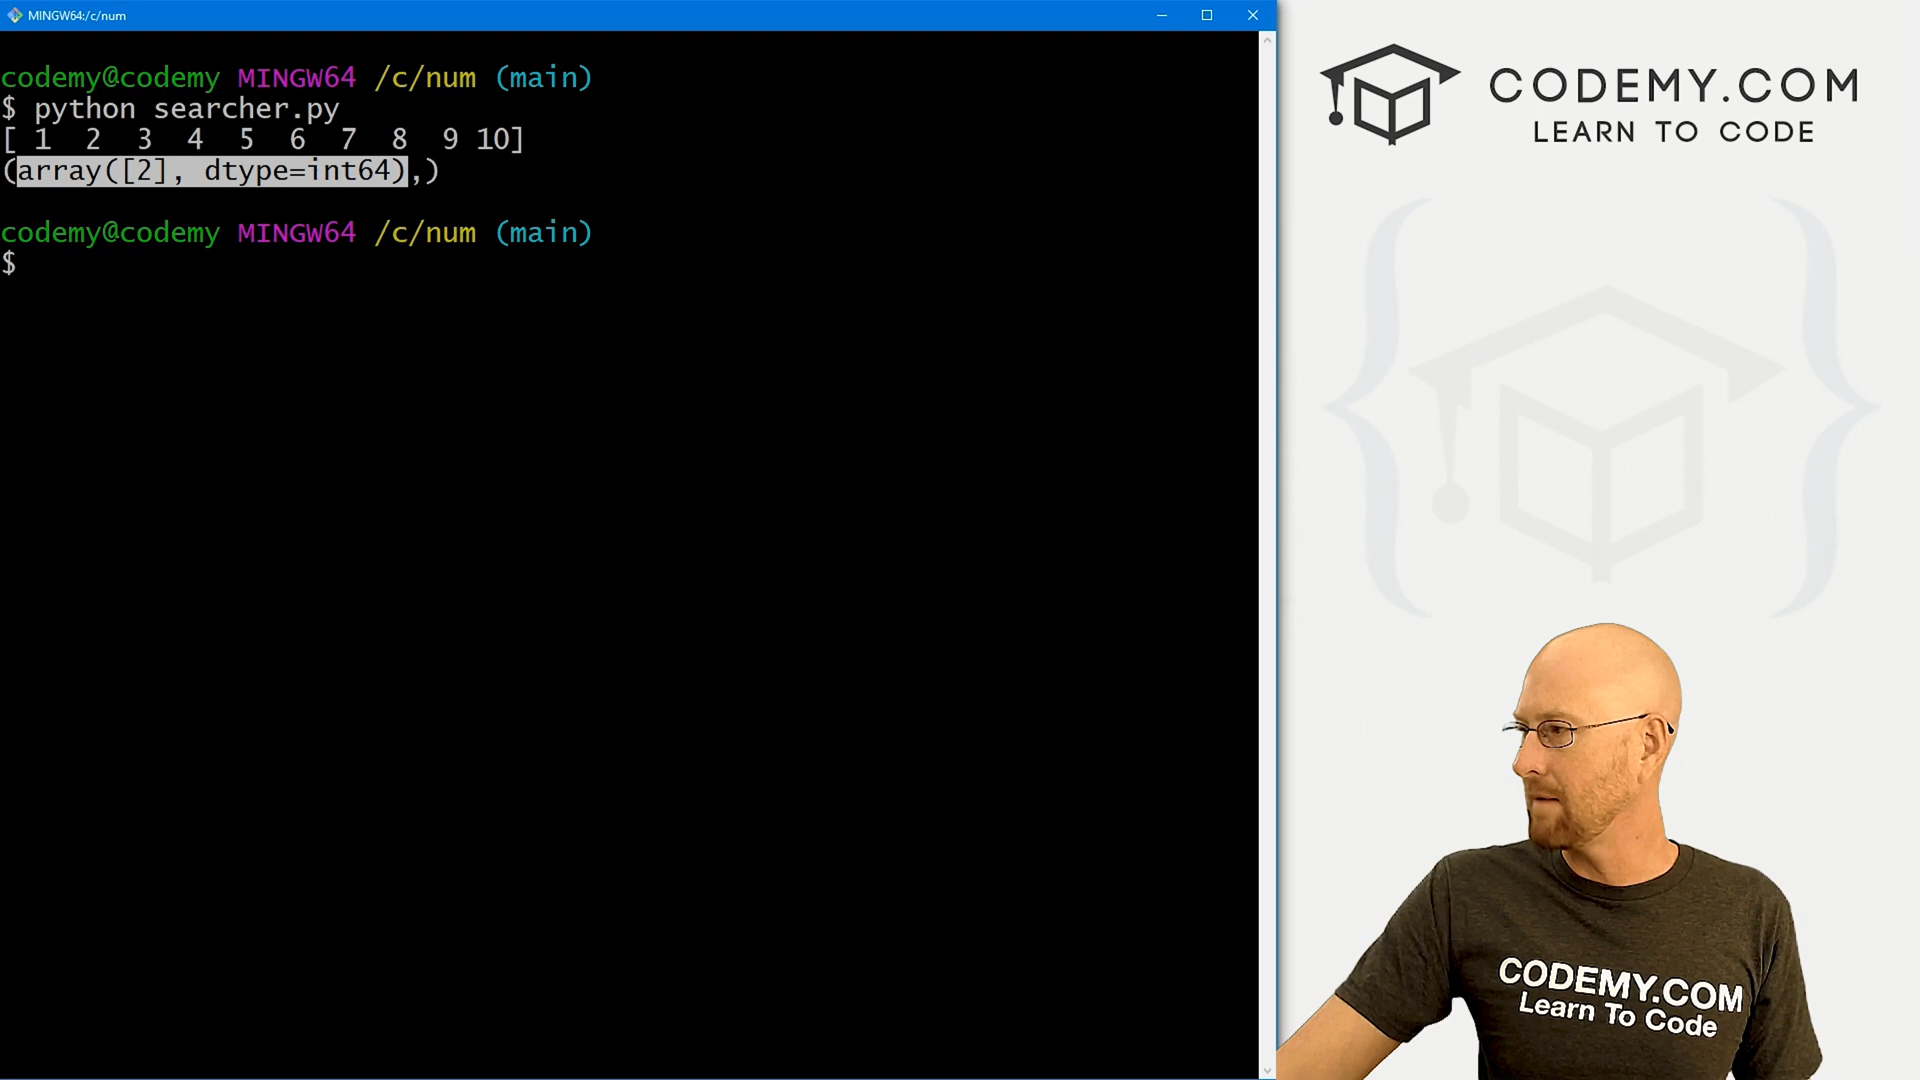 MINGW64:/c/num
codemy@codemy MINGW64 /c/num (main)
$ python searcher.py
[ 1  2  3  4  5  6  7  8  9 10]
(array([2], dtype=int64),)
codemy@codemy MINGW64 /c/num (main)
$
CODEMY.COM
LEARN TO CODE
CODEMY.COM
Learn To Code